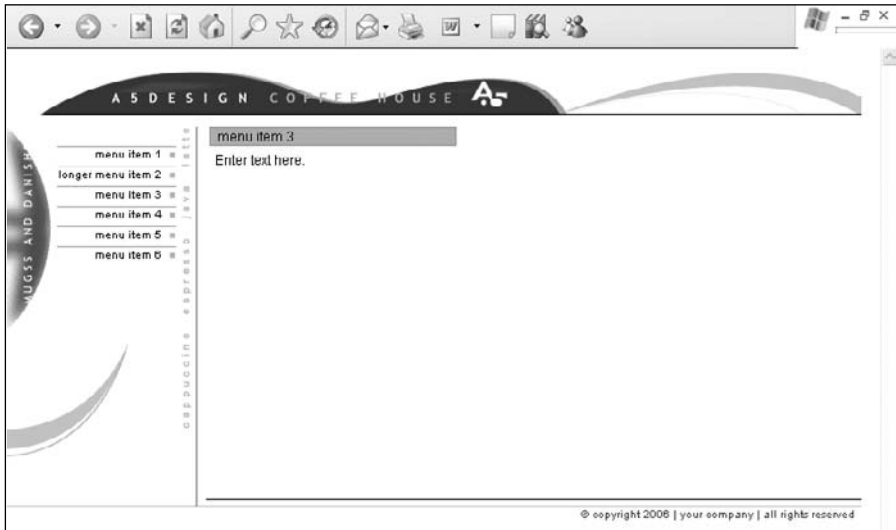 A5DESIGN COFFEE HOUSE A5
menu item 3
Enter text here.
menu item 1
longer menu item 2
menu item 3
menu item 4
menu item 5
menu item 6
MUGSS AND DANISH
cappuccino espresso java latte
© copyright 2006 | your company | all rights reserved